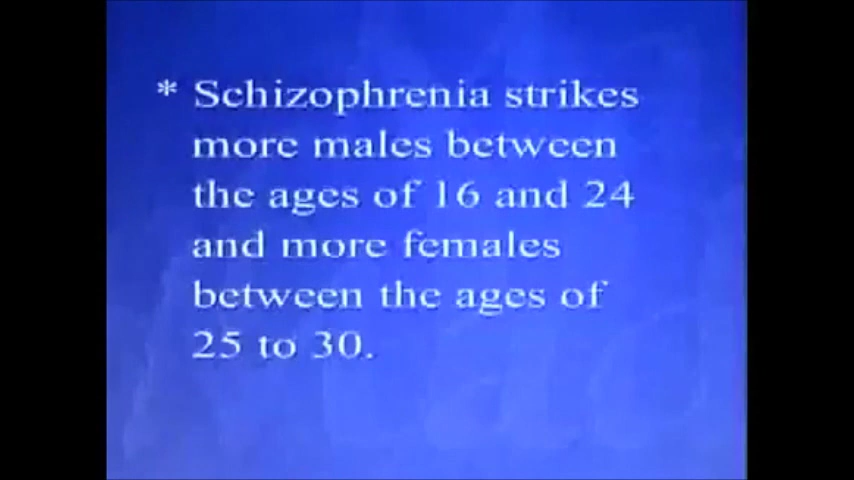 * Schizophrenia strikes
more males between
the ages of 16 and 24
and more females
between the ages of
25 to 30.